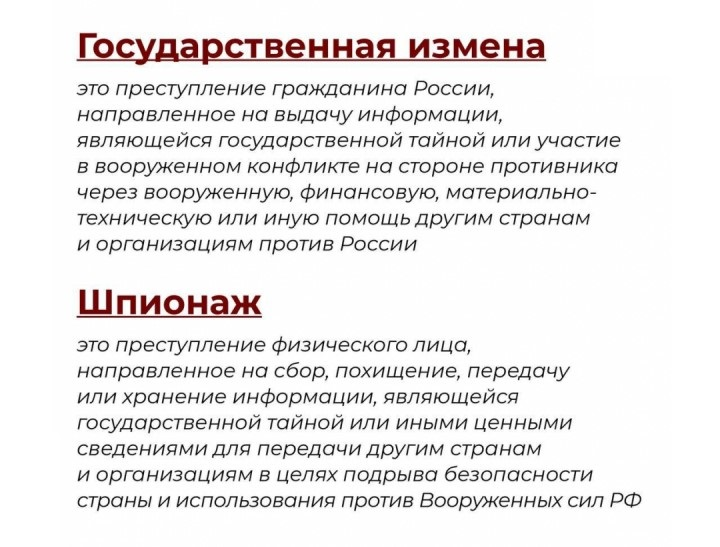 Государственная измена
это преступление гражданина России,
направленное на выдачу информации,
являющейся государственной тайной или участие
в вооруженном конфликте на стороне противника
через вооруженную, финансовую, материально-
техническую или иную помощь другим странам
и организациям против России
Шпионаж
это преступление физического лица,
направленное на сбор, похищение, передачу
или хранение информации, являющейся
государственной тайной или иными ценными
сведениями для передачи другим странам
и организациям в целях подрыва безопасности
страны и использования против Вооруженных сил РФ